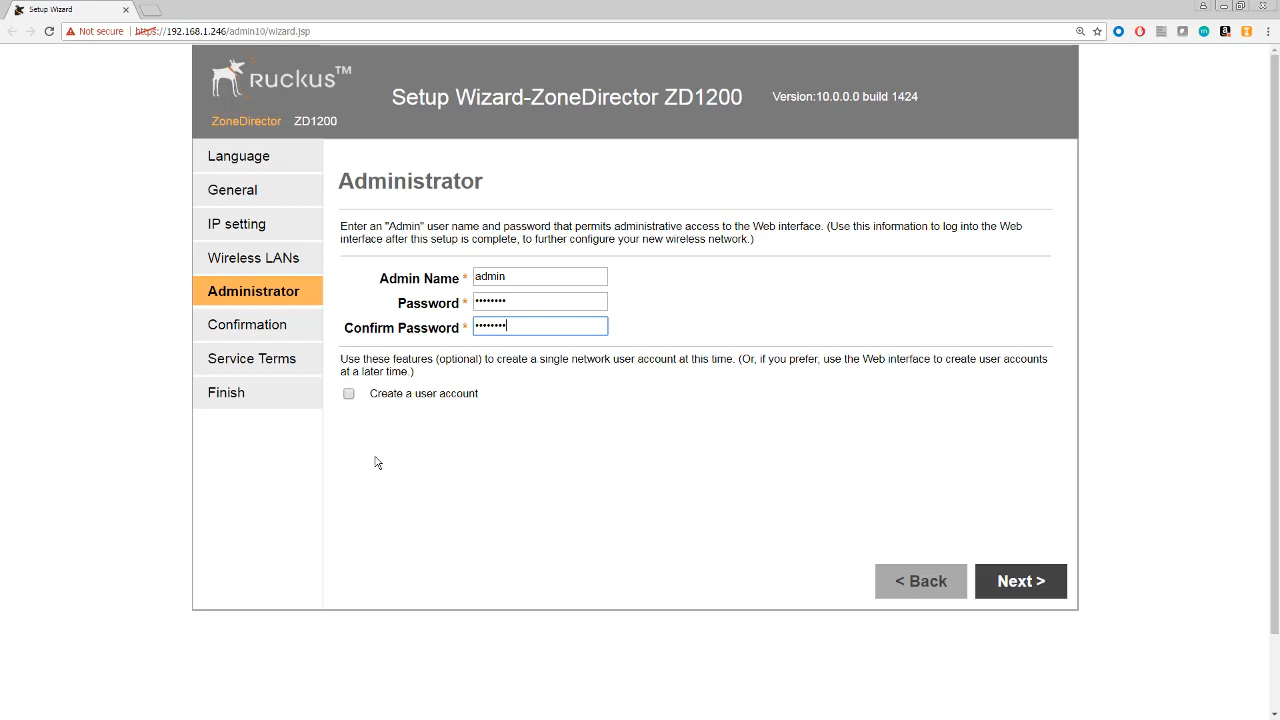 Setup Wizard
Not secure https://192.168.1.246/admin10/wizard.jsp
RUCKUS™
ZoneDirector ZD1200
Setup Wizard-ZoneDirector ZD1200
Version:10.0.0.0 build 1424
Language
General
IP setting
Wireless LANs
Administrator
Confirmation
Service Terms
Finish
Administrator
Enter an "Admin" user name and password that permits administrative access to the Web interface. (Use this information to log into the Web
interface after this setup is complete, to further configure your new wireless network.)
Admin Name * admin
Password * ••••••••
Confirm Password * ••••••••
Use these features (optional) to create a single network user account at this time. (Or, if you prefer, use the Web interface to create user accounts
at a later time.)
Create a user account
< Back Next >